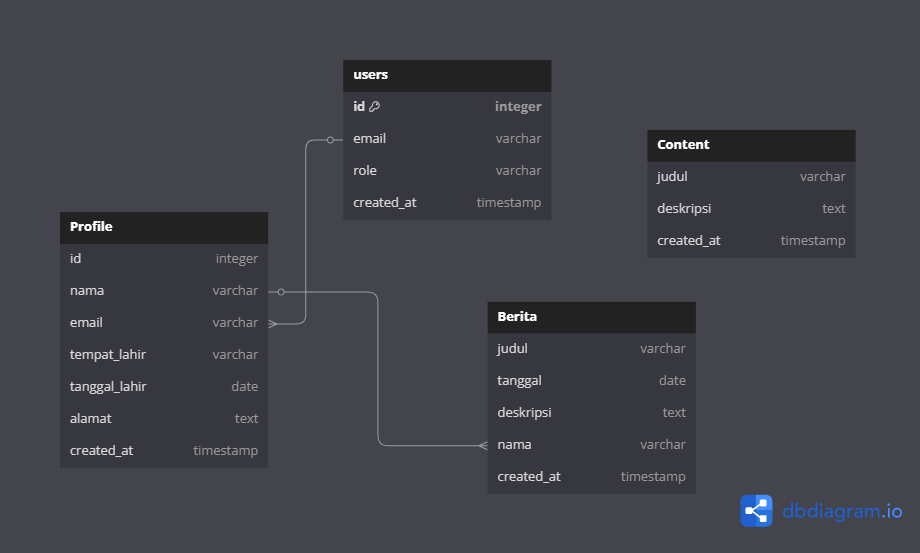 users
id integer
email varchar
role varchar
created_at timestamp
Content
judul varchar
deskripsi text
created_at timestamp
Profile
id integer
nama varchar
email varchar
tempat_lahir varchar
tanggal_lahir date
alamat text
created_at timestamp
Berita
judul varchar
tanggal date
deskripsi text
nama varchar
created_at timestamp
dbdiagram.io